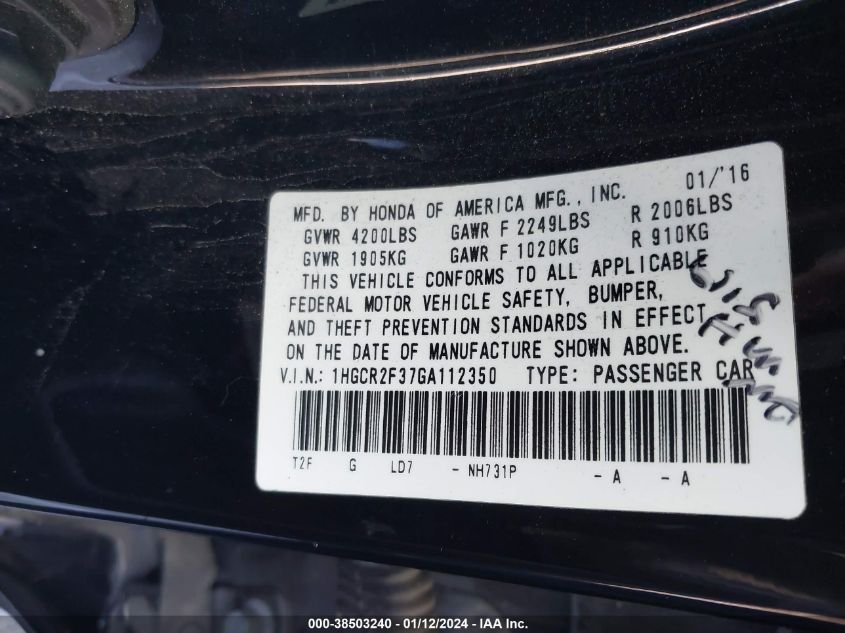 MFD. BY HONDA OF AMERICA MFG., INC. 01/'16
GVWR 4200LBS GAWR F 2249LBS R 2006LBS
GVWR 1905KG GAWR F 1020KG R 910KG
THIS VEHICLE CONFORMS TO ALL APPLICABLE
FEDERAL MOTOR VEHICLE SAFETY, BUMPER,
AND THEFT PREVENTION STANDARDS IN EFFECT
ON THE DATE OF MANUFACTURE SHOWN ABOVE.
V.I.N.: 1HGCR2F37GA112350 TYPE: PASSENGER CAR
T2F G LD7 - NH731P - A - A
000-38503240 - 01/12/2024 - IAA Inc.